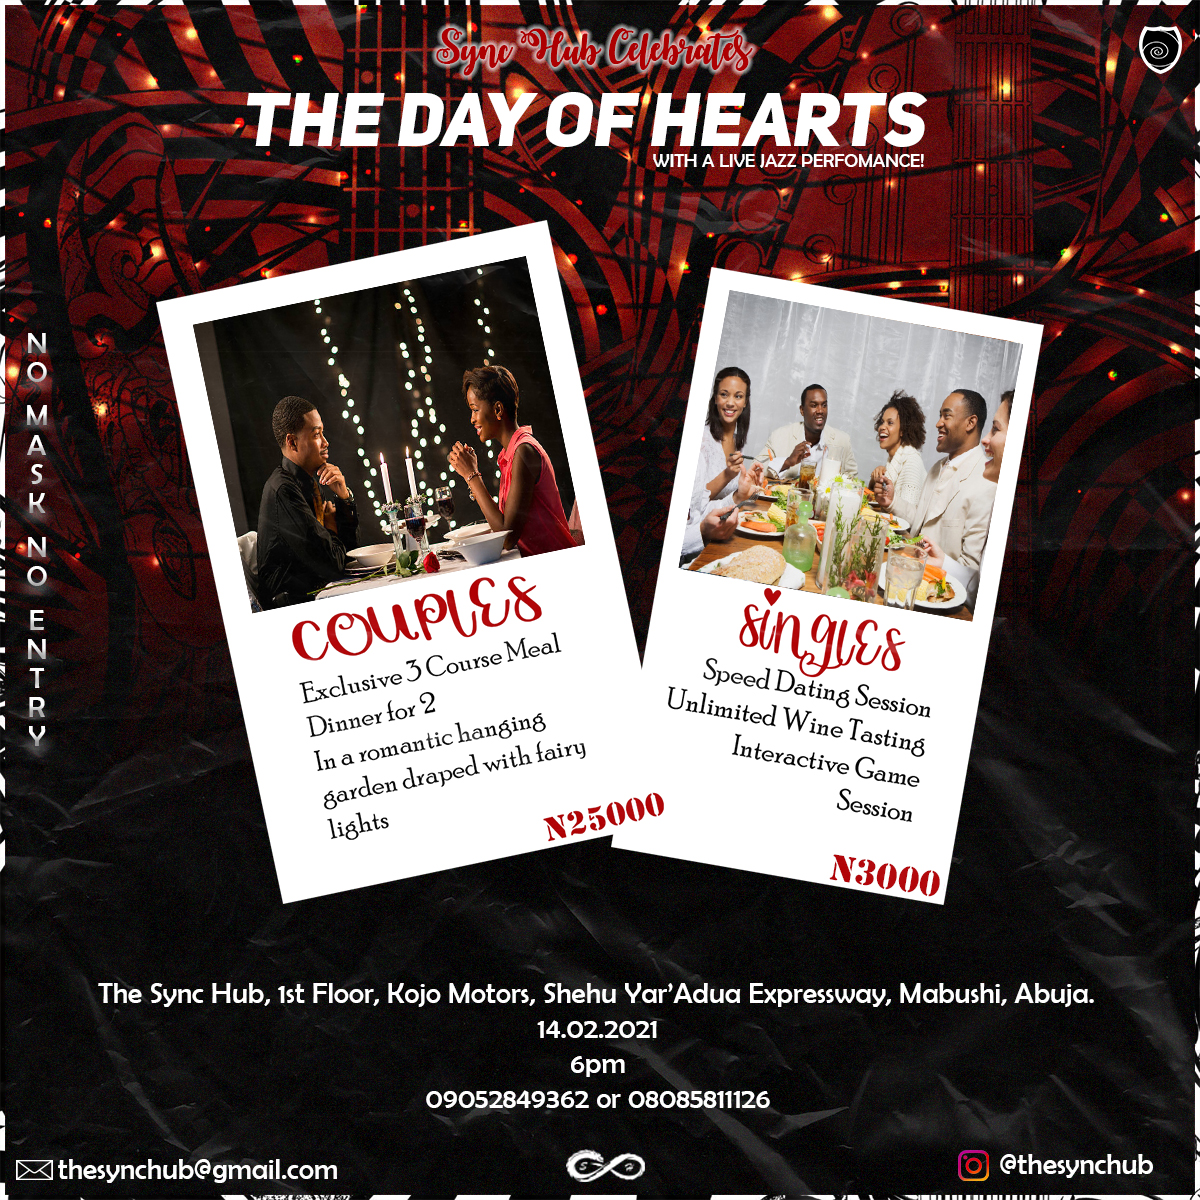 Sync Hub Celebrates
THE DAY OF HEARTS
WITH A LIVE JAZZ PERFOMANCE!
NO MASK NO ENTRY
COUPLES
Exclusive 3 Course Meal
Dinner for 2
In a romantic hanging
garden draped with fairy
lights
N25000
singles
Speed Dating Session
Unlimited Wine Tasting
Interactive Game
Session
N3000
The Sync Hub, 1st Floor, Kojo Motors, Shehu Yar'Adua Expressway, Mabushi, Abuja.
14.02.2021
6pm
09052849362 or 08085811126
thesynchub@gmail.com
S H
@thesynchub